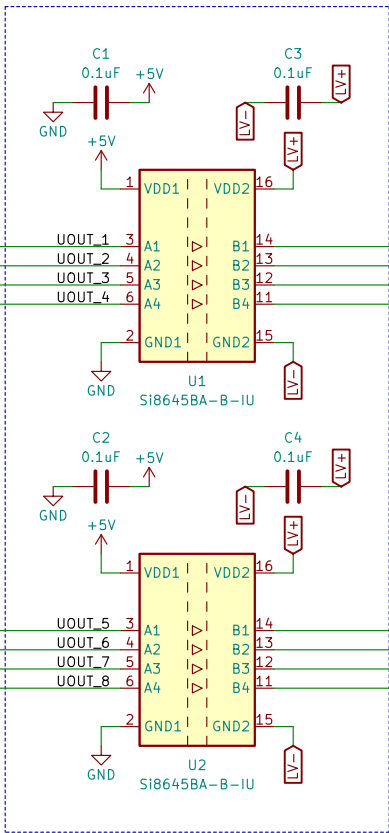 C1
0.1uF
+5V
GND
C3
0.1uF
LV+
LV-
+5V
LV+
1 VDD1 VDD2 16
UOUT_1 3 A1 B1 14
UOUT_2 4 A2 B2 13
UOUT_3 5 A3 B3 12
UOUT_4 6 A4 B4 11
2 GND1 GND2 15
GND
LV-
U1
Si8645BA-B-IU
C2
0.1uF
+5V
GND
C4
0.1uF
LV+
LV-
+5V
LV+
1 VDD1 VDD2 16
UOUT_5 3 A1 B1 14
UOUT_6 4 A2 B2 13
UOUT_7 5 A3 B3 12
UOUT_8 6 A4 B4 11
2 GND1 GND2 15
GND
LV-
U2
Si8645BA-B-IU